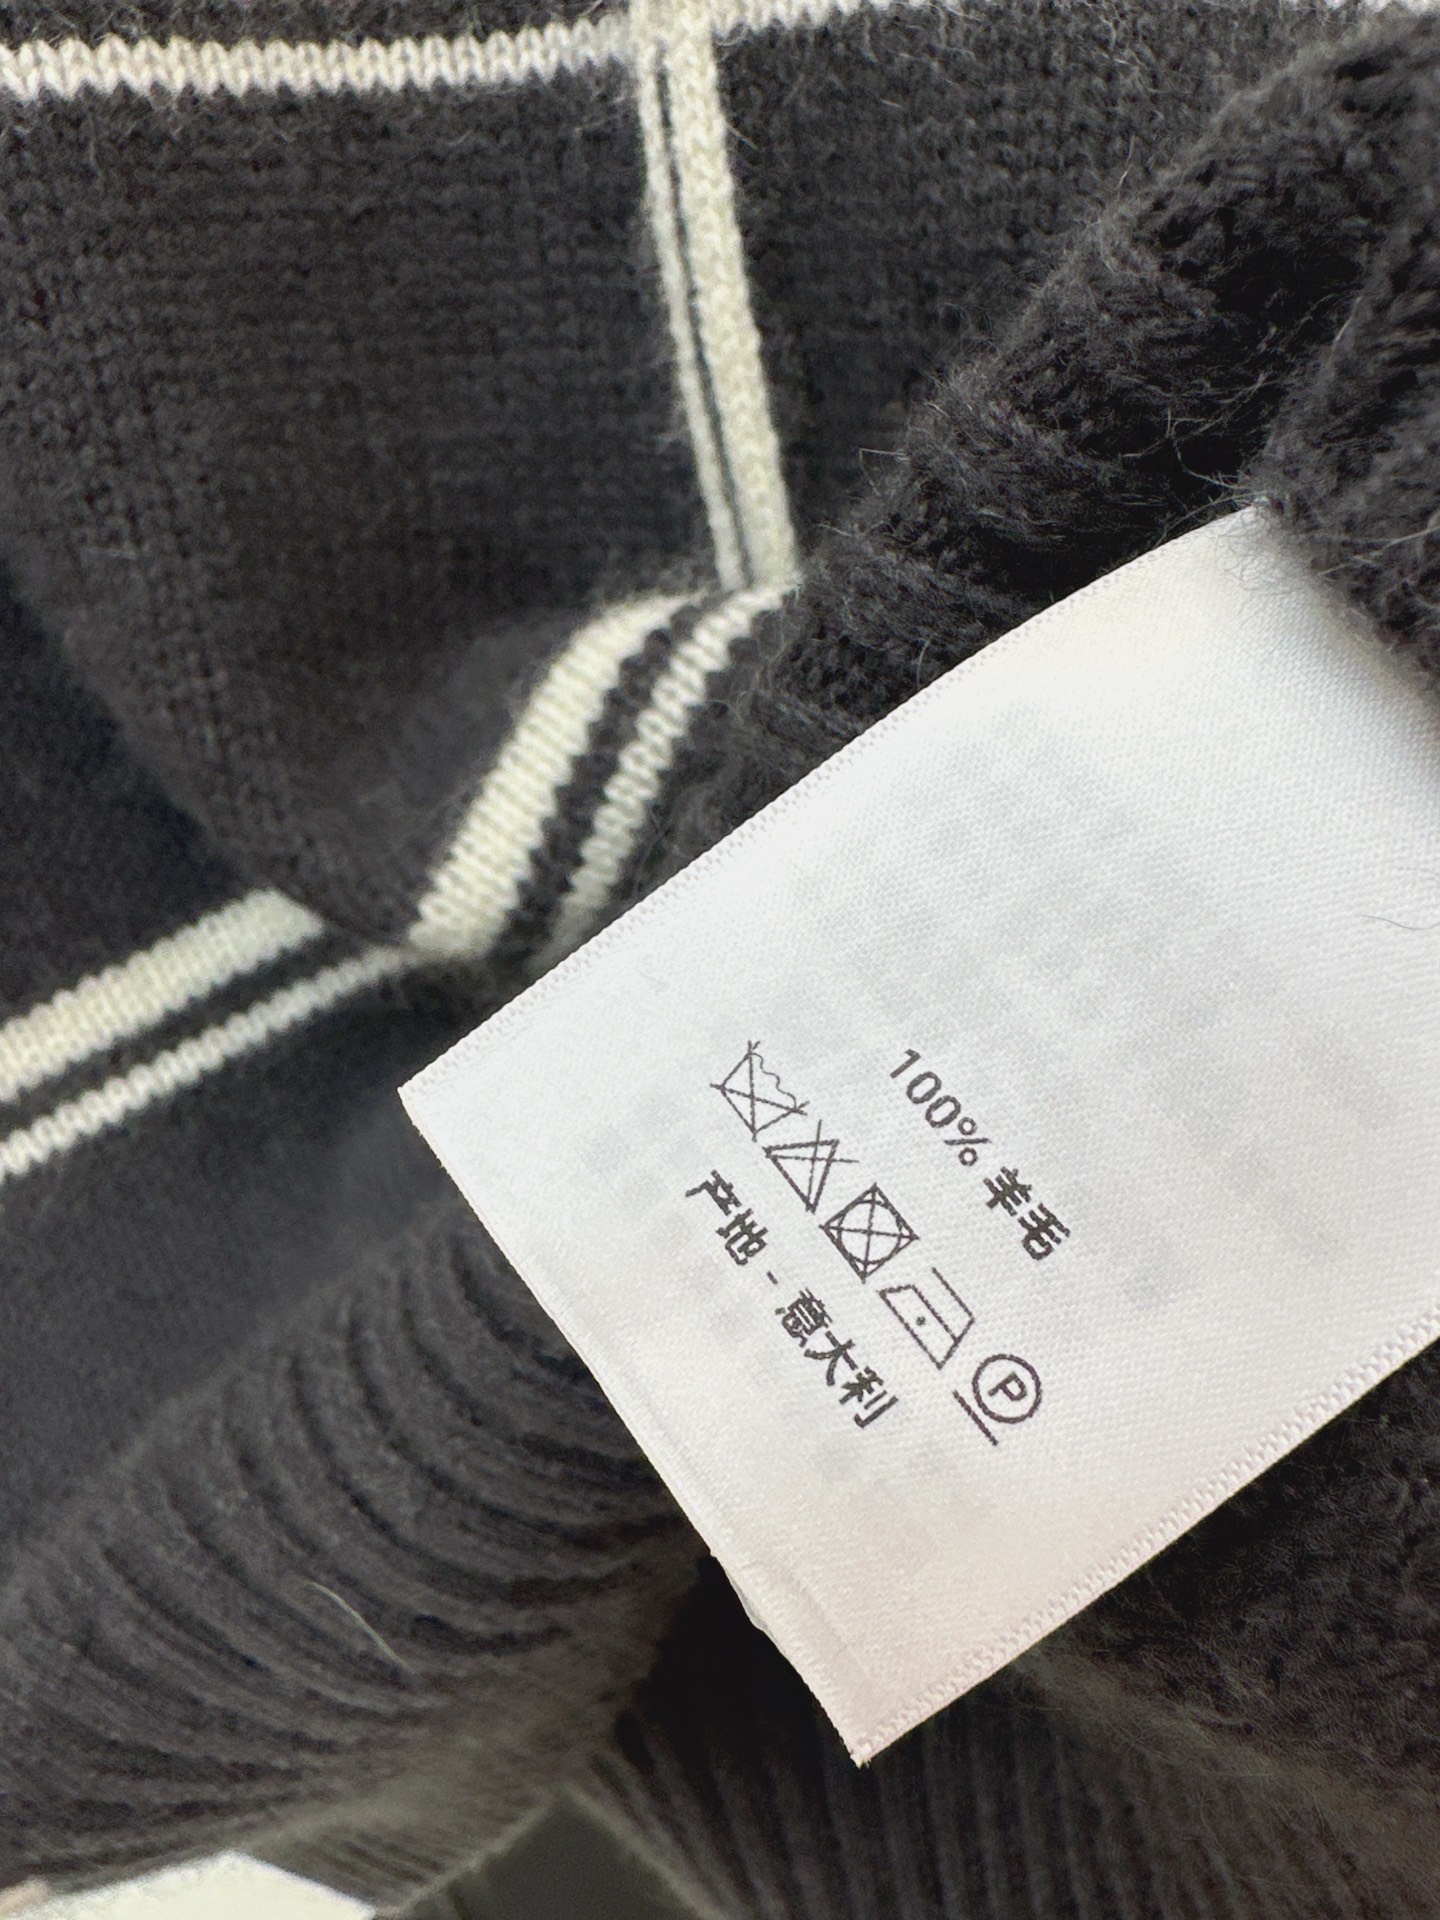 100% 羊毛
P
产地 - 意大利